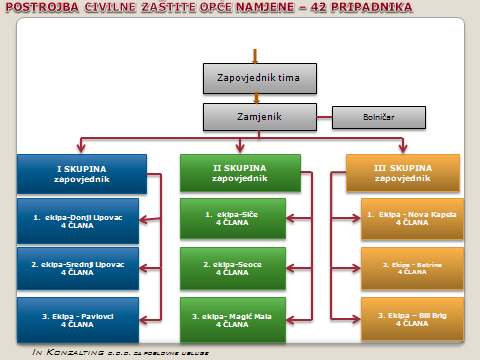 POSTROJBA CIVILNE ZAŠTITE OPĆE NAMJENE – 42 PRIPADNIKA
Zapovjednik tima
Zamjenik
Bolničar
I SKUPINA
zapovjednik
1. ekipa-Donji Lipovac
4 ČLANA
2. ekipa-Srednji Lipovac
4 ČLANA
3. Ekipa - Pavlovci
4 ČLANA
II SKUPINA
zapovjednik
1. ekipa-Siče
4 ČLANA
2. ekipa-Seoce
4 ČLANA
3. ekipa- Magić Mala
4 ČLANA
III SKUPINA
zapovjednik
1. Ekipa - Nova Kapela
4 ČLANA
2. Ekipa - Batrina
4 ČLANA
3. Ekipa – Bili Brig
4 ČLANA
In Konzalting d.o.o. za poslovne usluge